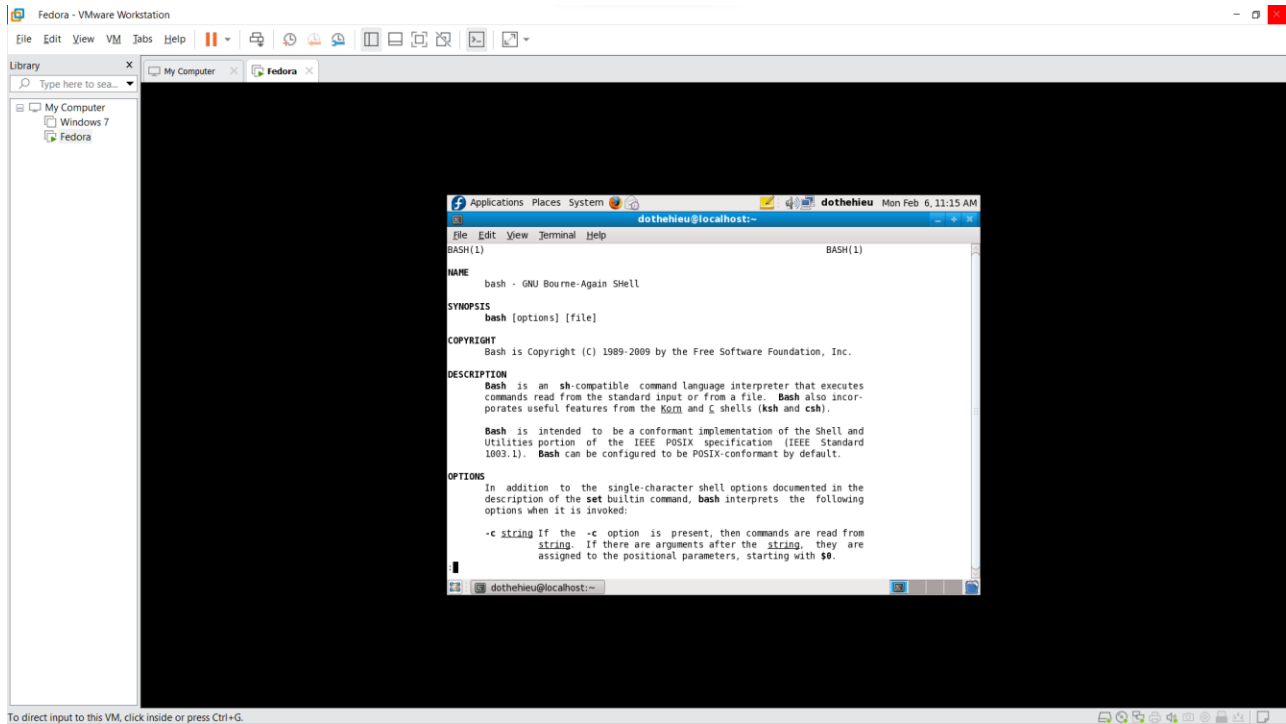 Fedora - VMware Workstation
File Edit View VM Tabs Help
Library
Type here to sea...
My Computer
Windows 7
Fedora
My Computer
Fedora
Applications Places System
dothehieu Mon Feb 6, 11:15 AM
dothehieu@localhost:~
File Edit View Terminal Help
BASH(1) BASH(1)
NAME
bash - GNU Bourne-Again SHell
SYNOPSIS
bash [options] [file]
COPYRIGHT
Bash is Copyright (C) 1989-2009 by the Free Software Foundation, Inc.
DESCRIPTION
Bash is an sh-compatible command language interpreter that executes
commands read from the standard input or from a file. Bash also incor-
porates useful features from the Korn and C shells (ksh and csh).
Bash is intended to be a conformant implementation of the Shell and
Utilities portion of the IEEE POSIX specification (IEEE Standard
1003.1). Bash can be configured to be POSIX-conformant by default.
OPTIONS
In addition to the single-character shell options documented in the
description of the set builtin command, bash interprets the following
options when it is invoked:
-c string If the -c option is present, then commands are read from
string. If there are arguments after the string, they are
assigned to the positional parameters, starting with $0.
:
dothehieu@localhost:~
To direct input to this VM, click inside or press Ctrl+G.